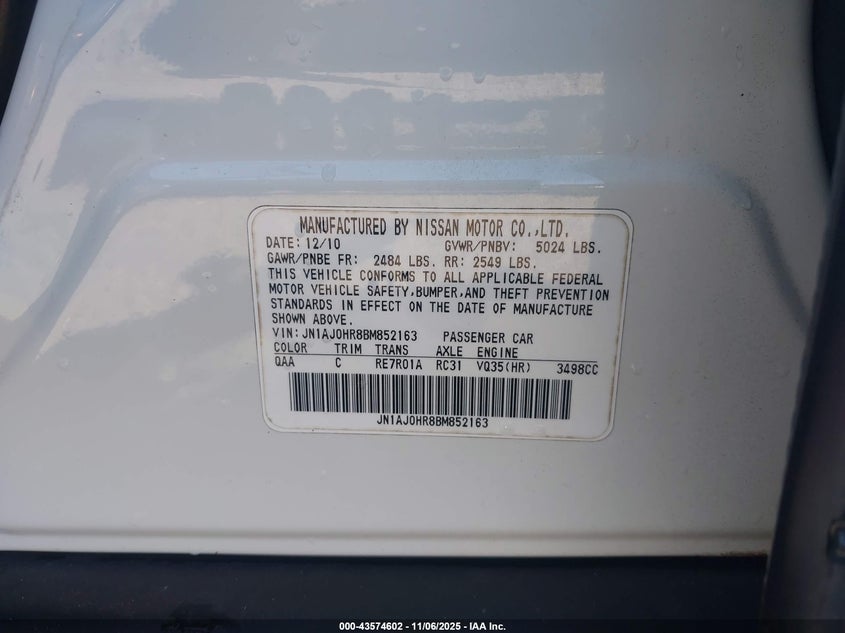 MANUFACTURED BY NISSAN MOTOR CO.,LTD.
DATE: 12/10 GVWR/PNBV: 5024 LBS.
GAWR/PNBE FR: 2484 LBS. RR: 2549 LBS.
THIS VEHICLE CONFORMS TO ALL APPLICABLE FEDERAL
MOTOR VEHICLE SAFETY,BUMPER,AND THEFT PREVENTION
STANDARDS IN EFFECT ON THE DATE OF MANUFACTURE
SHOWN ABOVE.
VIN: JN1AJ0HR8BM852163 PASSENGER CAR
COLOR TRIM TRANS AXLE ENGINE
QAA C RE7R01A RC31 VQ35(HR) 3498CC
JN1AJ0HR8BM852163
000-43574602 - 11/06/2025 - IAA Inc.